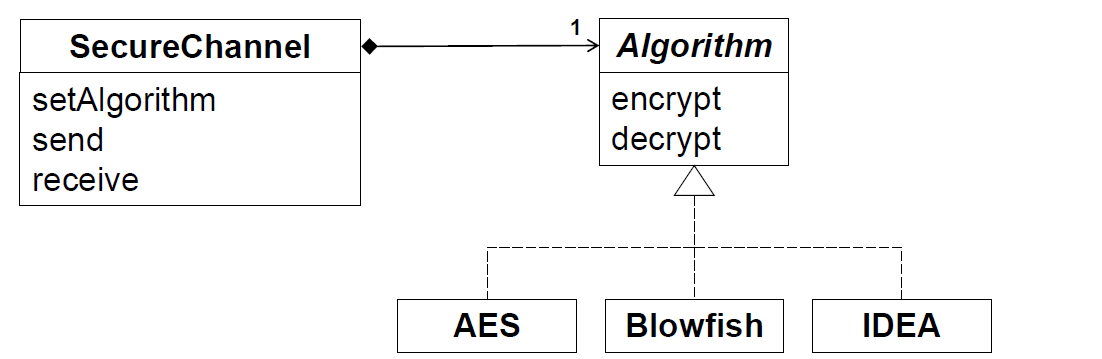 SecureChannel
setAlgorithm
send
receive
1
Algorithm
encrypt
decrypt
AES
Blowfish
IDEA